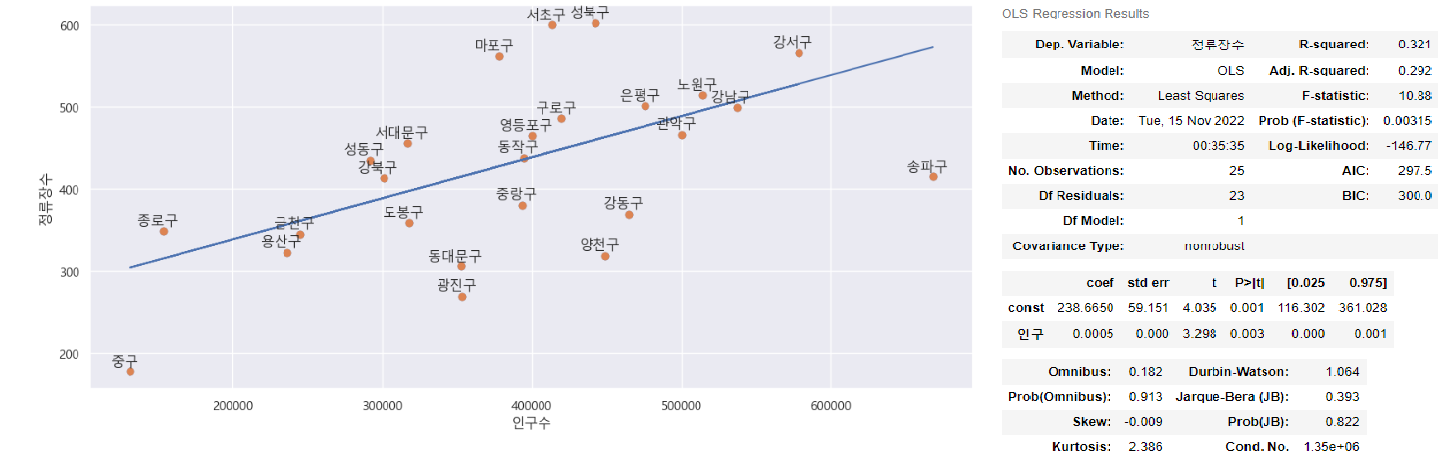 600
500
400
300
200
정류장수
서초구 성북구
마포구
강서구
노원구
은평구
강남구
구로구
영등포구
관악구
서대문구
동작구
성동구
강북구
송파구
중랑구
강동구
도봉구
종로구
금천구
용산구
양천구
동대문구
광진구
중구
200000 300000 400000 500000 600000
인구수
OLS Regression Results
Dep. Variable: 정류장수 R-squared: 0.321
Model: OLS Adj. R-squared: 0.292
Method: Least Squares F-statistic: 10.88
Date: Tue, 15 Nov 2022 Prob (F-statistic): 0.00315
Time: 00:35:35 Log-Likelihood: -146.77
No. Observations: 25 AIC: 297.5
Df Residuals: 23 BIC: 300.0
Df Model: 1
Covariance Type: nonrobust
coef std err t P>|t| [0.025 0.975]
const 238.6650 59.151 4.035 0.001 116.302 361.028
인구 0.0005 0.000 3.298 0.003 0.000 0.001
Omnibus: 0.182 Durbin-Watson: 1.064
Prob(Omnibus): 0.913 Jarque-Bera (JB): 0.393
Skew: -0.009 Prob(JB): 0.822
Kurtosis: 2.386 Cond. No. 1.35e+06